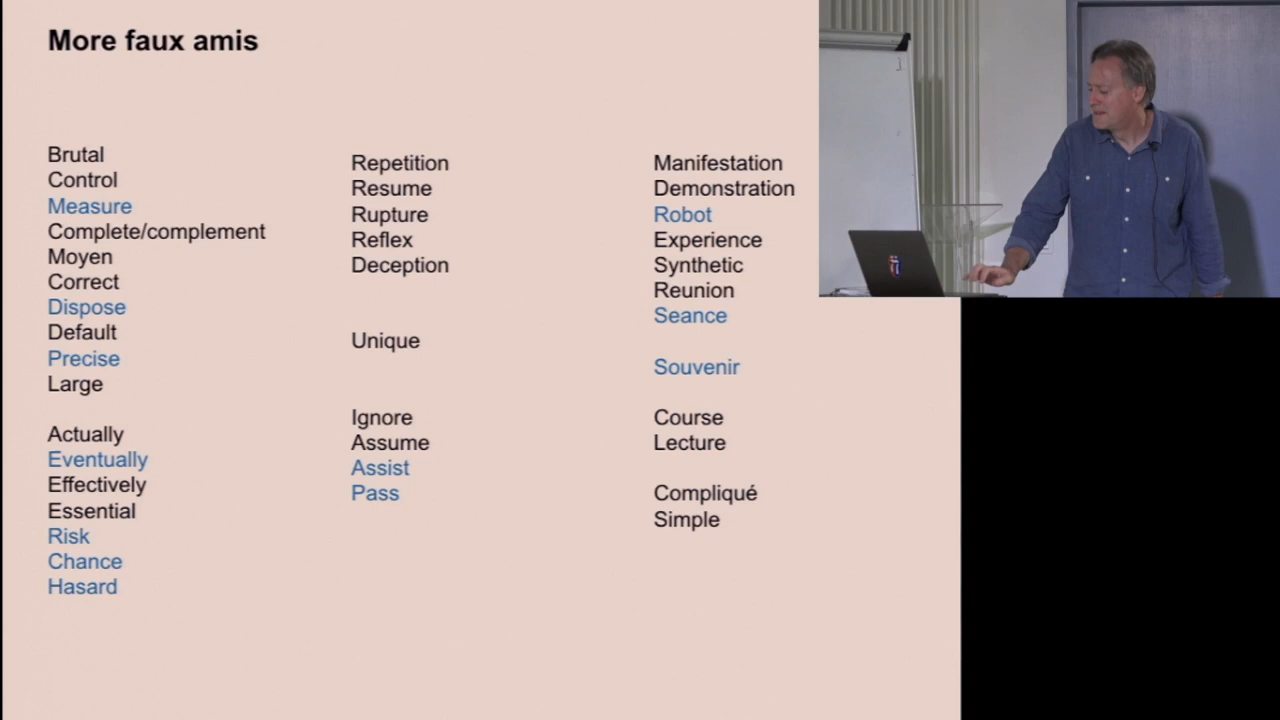 More faux amis
Brutal
Control
Measure
Complete/complement
Moyen
Correct
Dispose
Default
Precise
Large
Actually
Eventually
Effectively
Essential
Risk
Chance
Hasard
Repetition
Resume
Rupture
Reflex
Deception
Unique
Ignore
Assume
Assist
Pass
Manifestation
Demonstration
Robot
Experience
Synthetic
Reunion
Seance
Souvenir
Course
Lecture
Compliqué
Simple